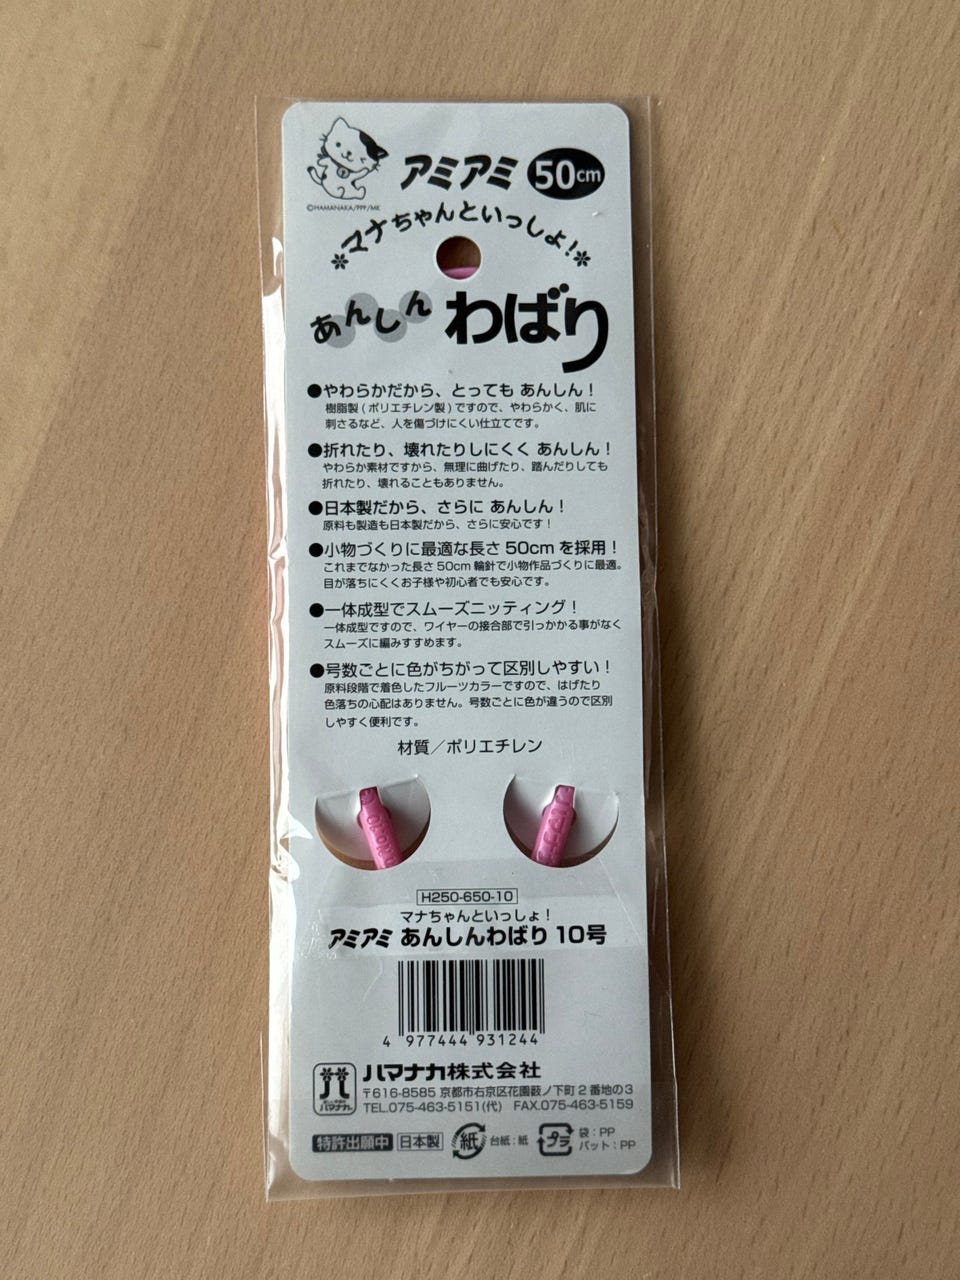 ©HAMANAKA/PPP/MK
アミアミ 50cm
＊マナちゃんといっしょ!＊
あんしん わばり
●やわらかだから、とっても あんしん！
樹脂製（ポリエチレン製）ですので、やわらかく、肌に
刺さるなど、人を傷づけにくい仕立てです。
●折れたり、壊れたりしにくく あんしん！
やわらか素材ですから、無理に曲げたり、踏んだりしても
折れたり、壊れることもありません。
●日本製だから、さらに あんしん！
原料も製造も日本製だから、さらに安心です！
●小物づくりに最適な長さ 50cm を採用！
これまでなかった長さ 50cm 輪針で小物作品づくりに最適。
目が落ちにくくお子様や初心者でも安心です。
●一体成型でスムーズニッティング！
一体成型ですので、ワイヤーの接合部で引っかかる事がなく
スムーズに編みすすめます。
●号数ごとに色がちがって区別しやすい！
原料段階で着色したフルーツカラーですので、はげたり
色落ちの心配はありません。号数ごとに色が違うので区別
しやすく便利です。
材質／ポリエチレン
H250-650-10
マナちゃんといっしょ！
アミアミ あんしんわばり 10号
4 977444 931244
ハマナカ株式会社
〒616-8585 京都市右京区花園薮ノ下町2番地の3
TEL.075-463-5151(代) FAX.075-463-5159
ハマナカ
特許出願中 日本製 紙 台紙：紙 プラ 袋：PP
パット：PP